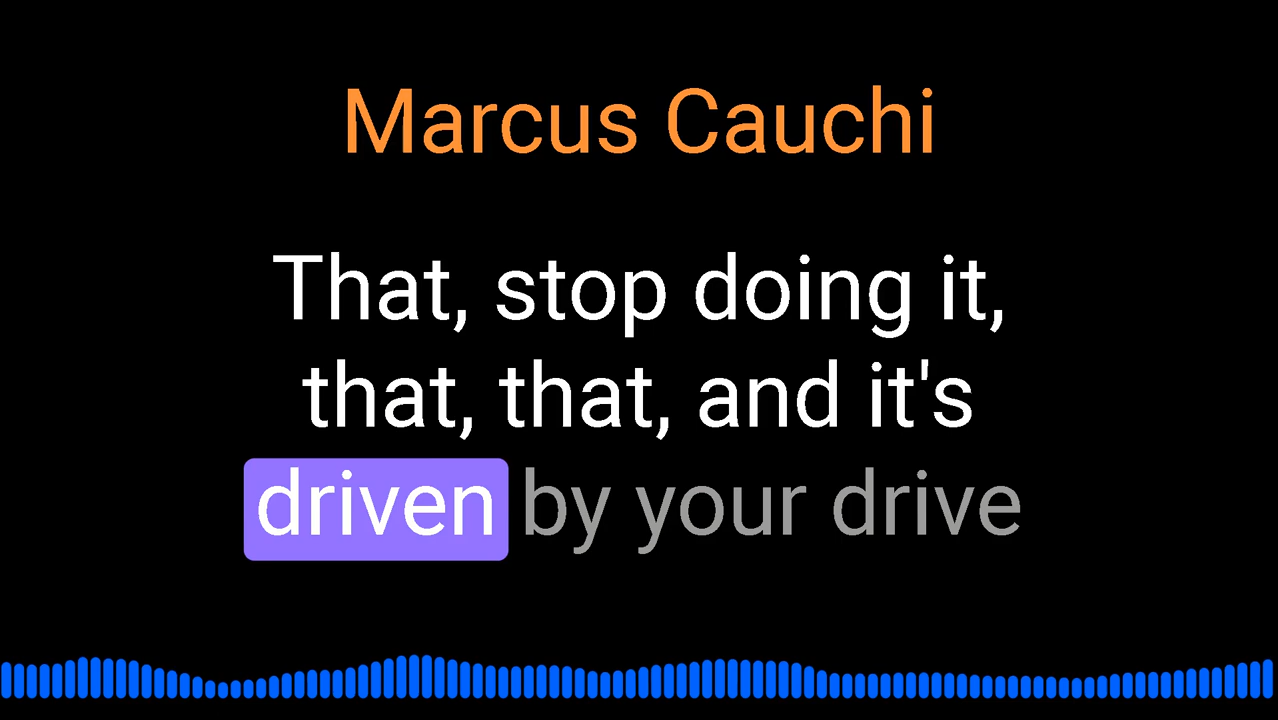 Marcus Cauchi
That, stop doing it,
that, that, and it's
driven by your drive